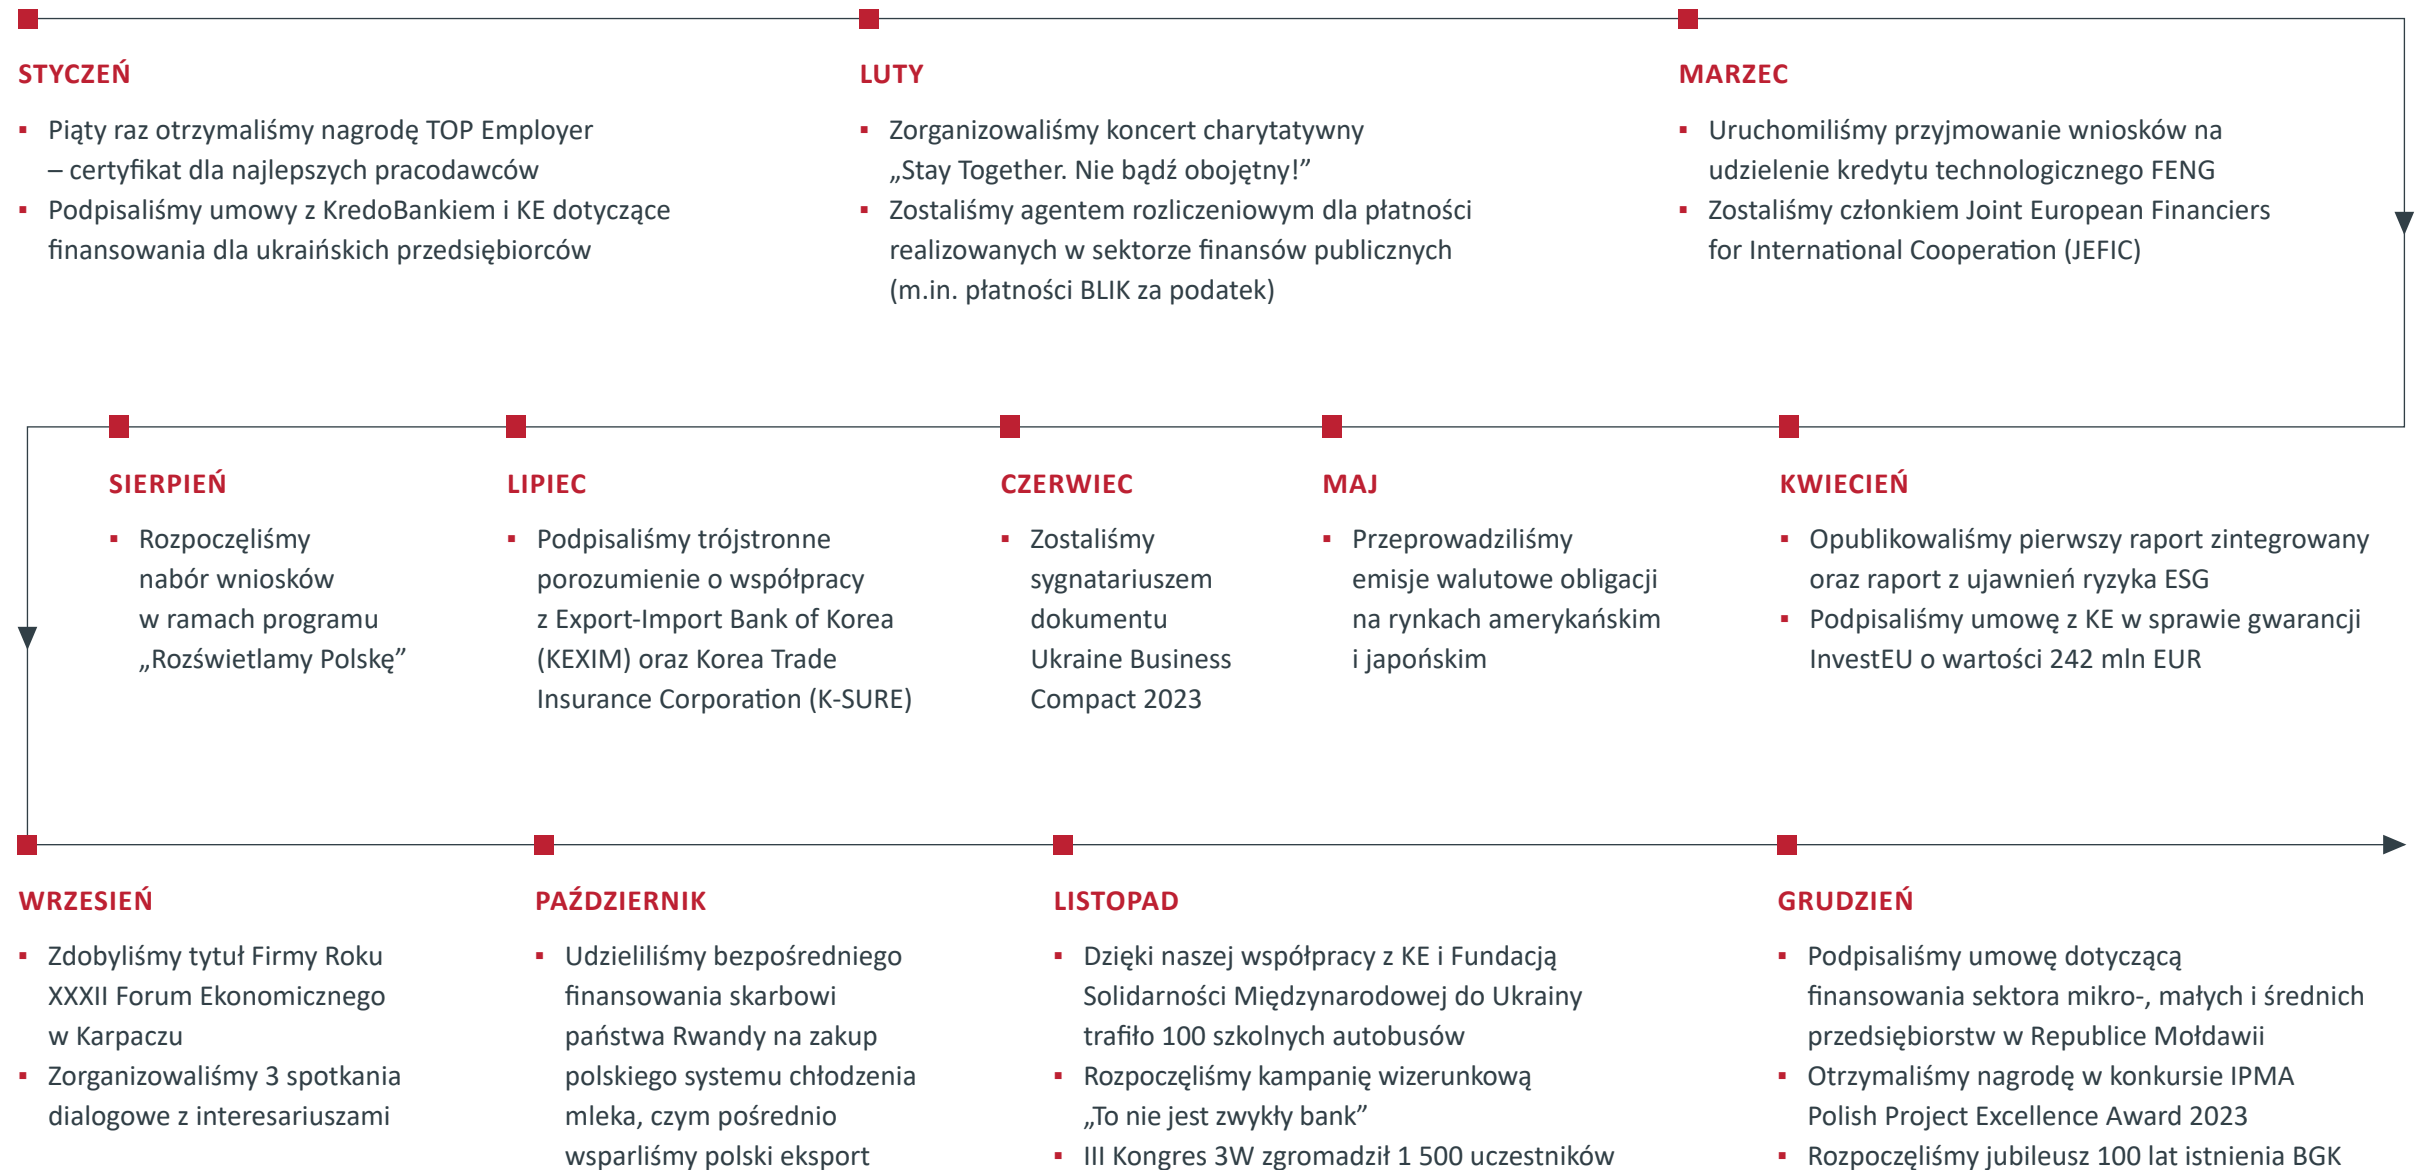 STYCZEŃ
▪ Piąty raz otrzymaliśmy nagrodę TOP Employer
– certyfikat dla najlepszych pracodawców
▪ Podpisaliśmy umowy z KredoBankiem i KE dotyczące
finansowania dla ukraińskich przedsiębiorców
LUTY
▪ Zorganizowaliśmy koncert charytatywny
„Stay Together. Nie bądź obojętny!”
▪ Zostaliśmy agentem rozliczeniowym dla płatności
realizowanych w sektorze finansów publicznych
(m.in. płatności BLIK za podatek)
MARZEC
▪ Uruchomiliśmy przyjmowanie wniosków na
udzielenie kredytu technologicznego FENG
▪ Zostaliśmy członkiem Joint European Financiers
for International Cooperation (JEFIC)
KWIECIEŃ
▪ Opublikowaliśmy pierwszy raport zintegrowany
oraz raport z ujawnień ryzyka ESG
▪ Podpisaliśmy umowę z KE w sprawie gwarancji
InvestEU o wartości 242 mln EUR
MAJ
▪ Przeprowadziliśmy
emisje walutowe obligacji
na rynkach amerykańskim
i japońskim
CZERWIEC
▪ Zostaliśmy
sygnatariuszem
dokumentu
Ukraine Business
Compact 2023
LIPIEC
▪ Podpisaliśmy trójstronne
porozumienie o współpracy
z Export-Import Bank of Korea
(KEXIM) oraz Korea Trade
Insurance Corporation (K-SURE)
SIERPIEŃ
▪ Rozpoczęliśmy
nabór wniosków
w ramach programu
„Rozświetlamy Polskę”
WRZESIEŃ
▪ Zdobyliśmy tytuł Firmy Roku
XXXII Forum Ekonomicznego
w Karpaczu
▪ Zorganizowaliśmy 3 spotkania
dialogowe z interesariuszami
PAŹDZIERNIK
▪ Udzieliliśmy bezpośredniego
finansowania skarbowi
państwa Rwandy na zakup
polskiego systemu chłodzenia
mleka, czym pośrednio
wsparliśmy polski eksport
LISTOPAD
▪ Dzięki naszej współpracy z KE i Fundacją
Solidarności Międzynarodowej do Ukrainy
trafiło 100 szkolnych autobusów
▪ Rozpoczęliśmy kampanię wizerunkową
„To nie jest zwykły bank”
▪ III Kongres 3W zgromadził 1 500 uczestników
GRUDZIEŃ
▪ Podpisaliśmy umowę dotyczącą
finansowania sektora mikro-, małych i średnich
przedsiębiorstw w Republice Mołdawii
▪ Otrzymaliśmy nagrodę w konkursie IPMA
Polish Project Excellence Award 2023
▪ Rozpoczęliśmy jubileusz 100 lat istnienia BGK